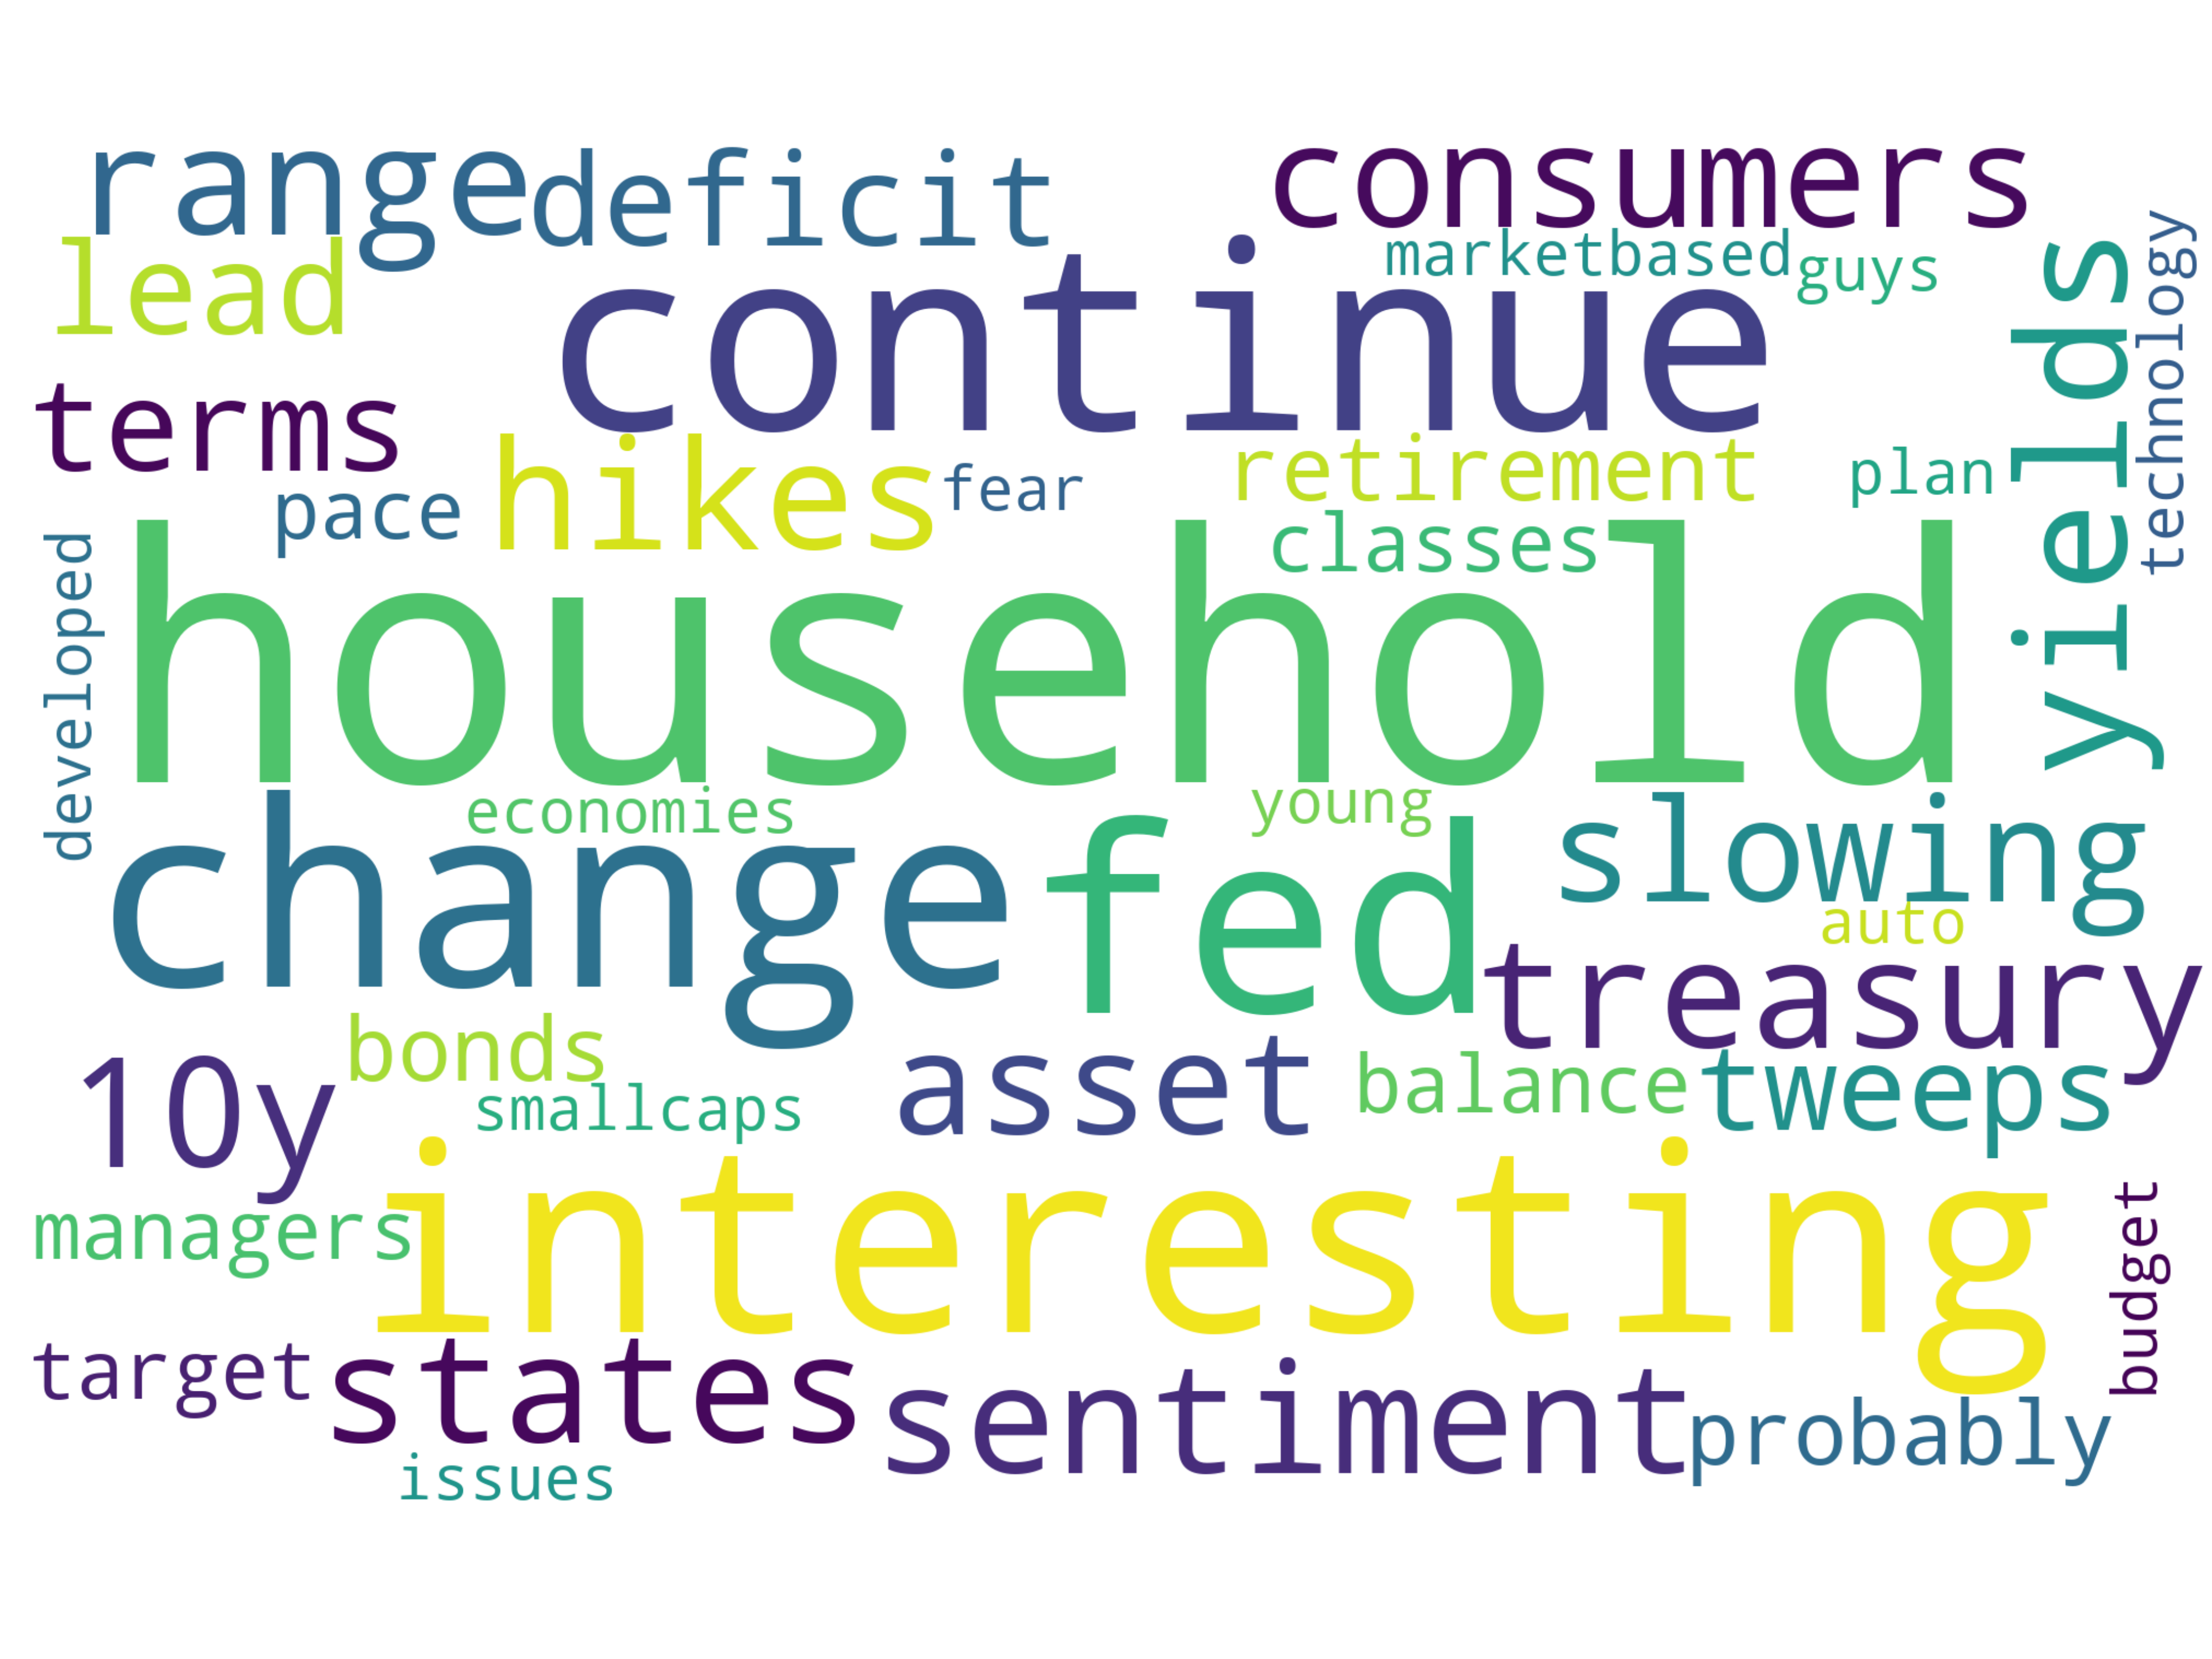 range
deficit
consumers
lead
continue
marketbased
guys
yields
technology
terms
hikes
retirement
plan
pace
fear
classes
developed
household
economies
young
change
fed
slowing
auto
treasury
bonds
10y
asset
balance
tweeps
smallcaps
interesting
managers
budget
target
states
sentiment
probably
issues